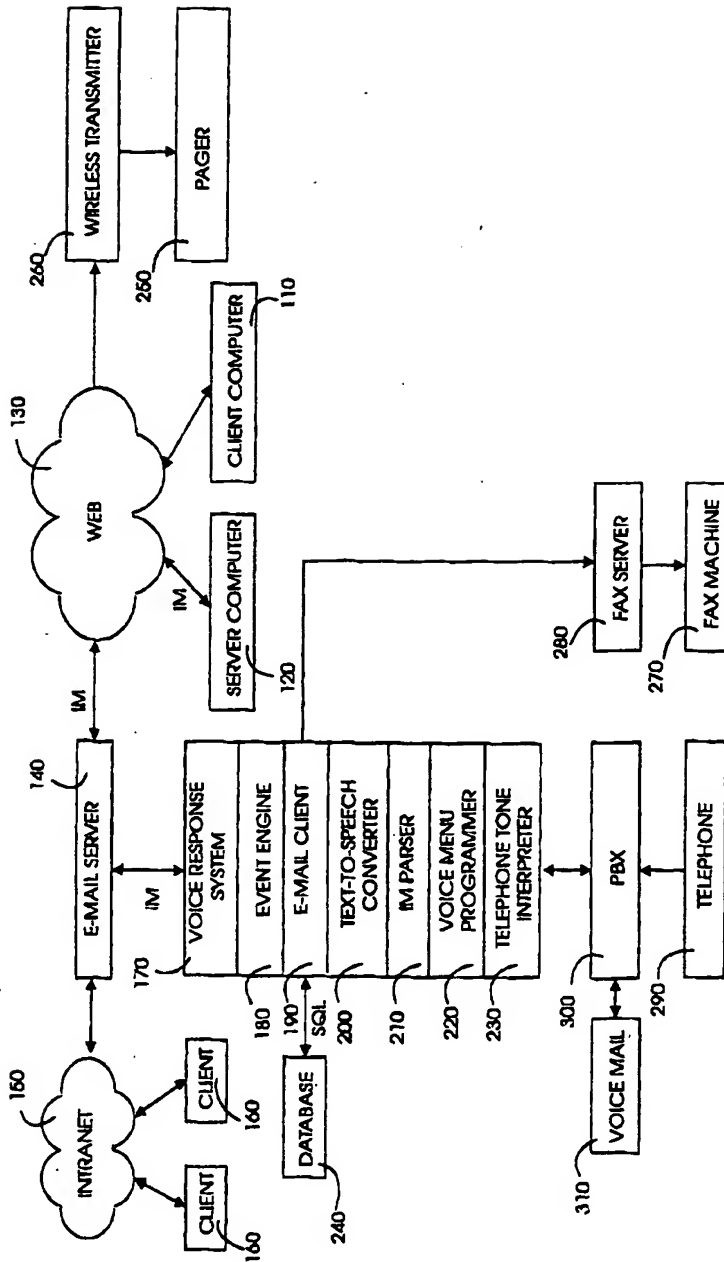 WIRELESS TRANSMITTER
260
PAGER
250
130
WEB
CLIENT COMPUTER
110
IM
SERVER COMPUTER
120
IM
140
E-MAIL SERVER
IM
150
INTRANET
CLIENT
160
CLIENT
160
VOICE RESPONSE
SYSTEM
170
EVENT ENGINE
180
E-MAIL CLIENT
190
SQL
TEXT-TO-SPEECH
CONVERTER
200
IM PARSER
210
VOICE MENU
PROGRAMMER
220
TELEPHONE TONE
INTERPRETER
230
DATABASE
240
FAX SERVER
280
FAX MACHINE
270
PBX
300
VOICE MAIL
310
TELEPHONE
290